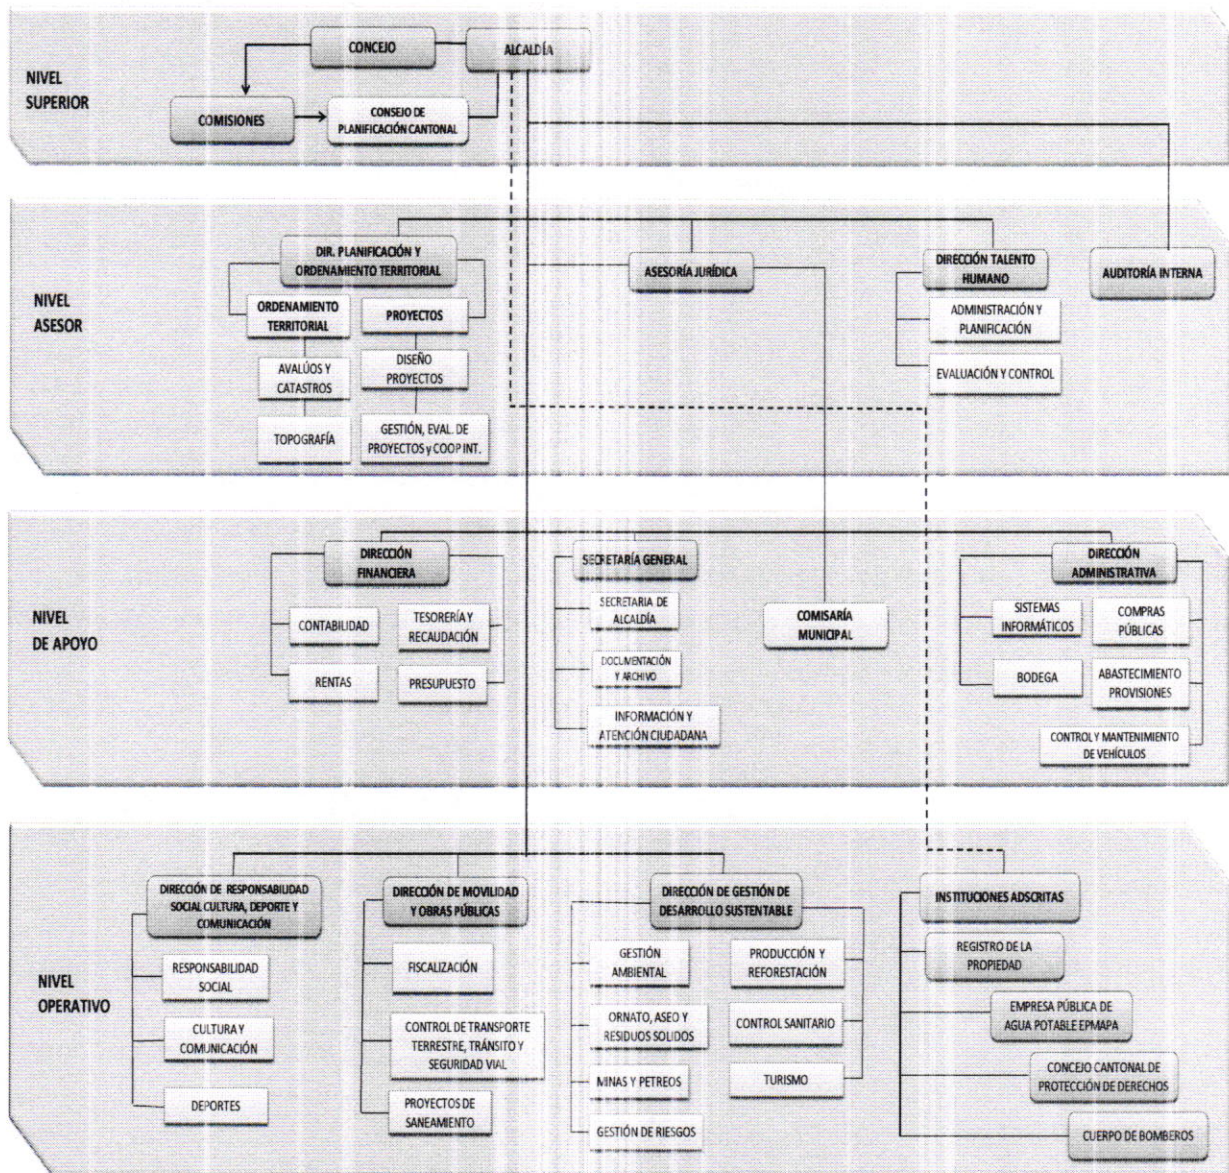 NIVEL
SUPERIOR
CONCEJO
ALCALDÍA
COMISIONES
CONSEJO DE
PLANIFICACIÓN CANTONAL
NIVEL
ASESOR
DIR. PLANIFICACIÓN Y
ORDENAMIENTO TERRITORIAL
ORDENAMIENTO
TERRITORIAL
PROYECTOS
AVALÚOS Y
CATASTROS
DISEÑO
PROYECTOS
TOPOGRAFÍA
GESTIÓN, EVAL. DE
PROYECTOS y COOP INT.
ASESORÍA JURÍDICA
DIRECCIÓN TALENTO
HUMANO
ADMINISTRACIÓN Y
PLANIFICACIÓN
EVALUACIÓN Y CONTROL
AUDITORÍA INTERNA
NIVEL
DE APOYO
DIRECCIÓN
FINANCIERA
CONTABILIDAD
TESORERÍA Y
RECAUDACIÓN
RENTAS
PRESUPUESTO
SECRETARÍA GENERAL
SECRETARIA DE
ALCALDÍA
DOCUMENTACIÓN
Y ARCHIVO
INFORMACIÓN Y
ATENCIÓN CIUDADANA
COMISARÍA
MUNICIPAL
DIRECCIÓN
ADMINISTRATIVA
SISTEMAS
INFORMÁTICOS
COMPRAS
PÚBLICAS
BODEGA
ABASTECIMIENTO
PROVISIONES
CONTROL Y MANTENIMIENTO
DE VEHÍCULOS
NIVEL
OPERATIVO
DIRECCIÓN DE RESPONSABILIDAD
SOCIAL CULTURA, DEPORTE Y
COMUNICACIÓN
RESPONSABILIDAD
SOCIAL
CULTURA Y
COMUNICACIÓN
DEPORTES
DIRECCIÓN DE MOVILIDAD
Y OBRAS PÚBLICAS
FISCALIZACIÓN
CONTROL DE TRANSPORTE
TERRESTRE, TRÁNSITO Y
SEGURIDAD VIAL
PROYECTOS DE
SANEAMIENTO
DIRECCIÓN DE GESTIÓN DE
DESARROLLO SUSTENTABLE
GESTIÓN
AMBIENTAL
PRODUCCIÓN Y
REFORESTACIÓN
ORNATO, ASEO Y
RESIDUOS SOLIDOS
CONTROL SANITARIO
MINAS Y PETREOS
TURISMO
GESTIÓN DE RIESGOS
INSTITUCIONES ADSCRITAS
REGISTRO DE LA
PROPIEDAD
EMPRESA PÚBLICA DE
AGUA POTABLE EPMAPA
CONCEJO CANTONAL DE
PROTECCIÓN DE DERECHOS
CUERPO DE BOMBEROS